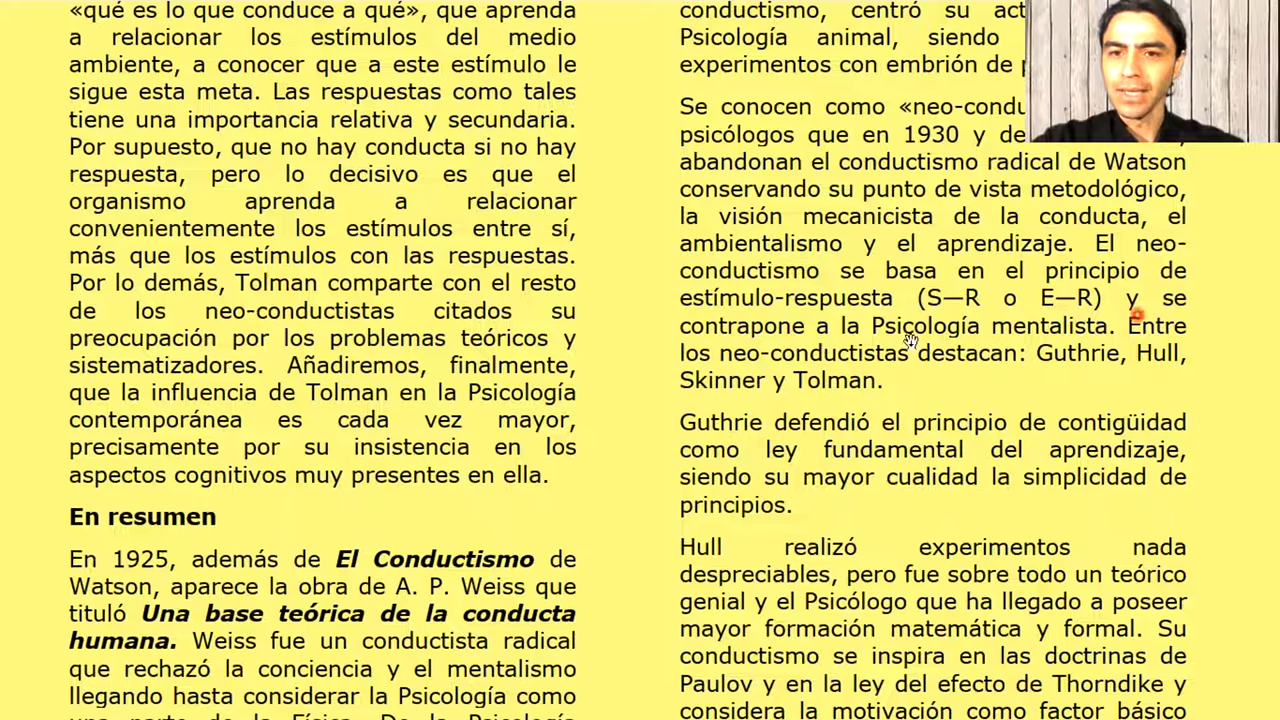 «qué es lo que conduce a qué», que aprenda
a relacionar los estímulos del medio
ambiente, a conocer que a este estímulo le
sigue esta meta. Las respuestas como tales
tiene una importancia relativa y secundaria.
Por supuesto, que no hay conducta si no hay
respuesta, pero lo decisivo es que el
organismo aprenda a relacionar
convenientemente los estímulos entre sí,
más que los estímulos con las respuestas.
Por lo demás, Tolman comparte con el resto
de los neo-conductistas citados su
preocupación por los problemas teóricos y
sistematizadores. Añadiremos, finalmente,
que la influencia de Tolman en la Psicología
contemporánea es cada vez mayor,
precisamente por su insistencia en los
aspectos cognitivos muy presentes en ella.
En resumen
En 1925, además de El Conductismo de
Watson, aparece la obra de A. P. Weiss que
tituló Una base teórica de la conducta
humana. Weiss fue un conductista radical
que rechazó la conciencia y el mentalismo
llegando hasta considerar la Psicología como
una parte de la Física. De la Psicología
conductismo, centró su
Psicología animal, siendo
experimentos con embrión de
Se conocen como
psicólogos que en 1930 y
abandonan el conductismo radical de Watson
conservando su punto de vista metodológico,
la visión mecanicista de la conducta, el
ambientalismo y el aprendizaje. El neo-
conductismo se basa en el principio de
estímulo-respuesta (S—R o E—R) y se
contrapone a la Psicología mentalista. Entre
los neo-conductistas destacan: Guthrie, Hull,
Skinner y Tolman.
Guthrie defendió el principio de contigüidad
como ley fundamental del aprendizaje,
siendo su mayor cualidad la simplicidad de
principios.
Hull realizó experimentos nada
despreciables, pero fue sobre todo un teórico
genial y el Psicólogo que ha llegado a poseer
mayor formación matemática y formal. Su
conductismo se inspira en las doctrinas de
Paulov y en la ley del efecto de Thorndike y
considera la motivación como factor básico